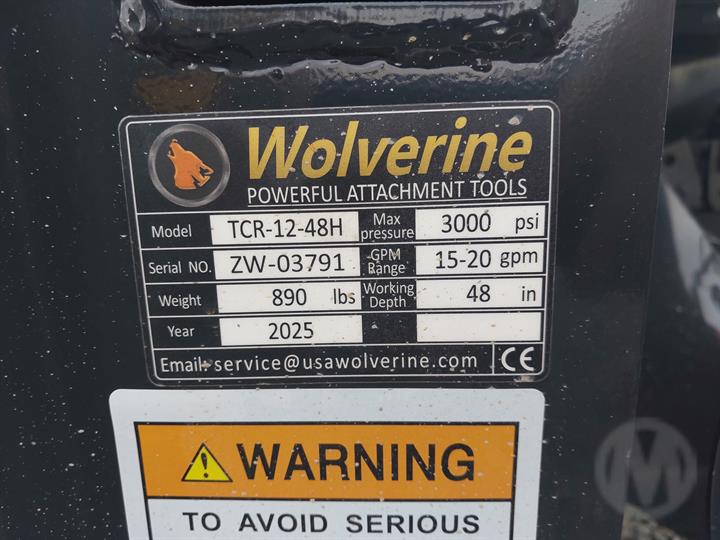 Wolverine
POWERFUL ATTACHMENT TOOLS
Model TCR-12-48H Max pressure 3000 psi
Serial NO. ZW-03791 GPM Range 15-20 gpm
Weight 890 lbs Working Depth 48 in
Year 2025
Email: service@usawolverine.com CE
WARNING
TO AVOID SERIOUS
M